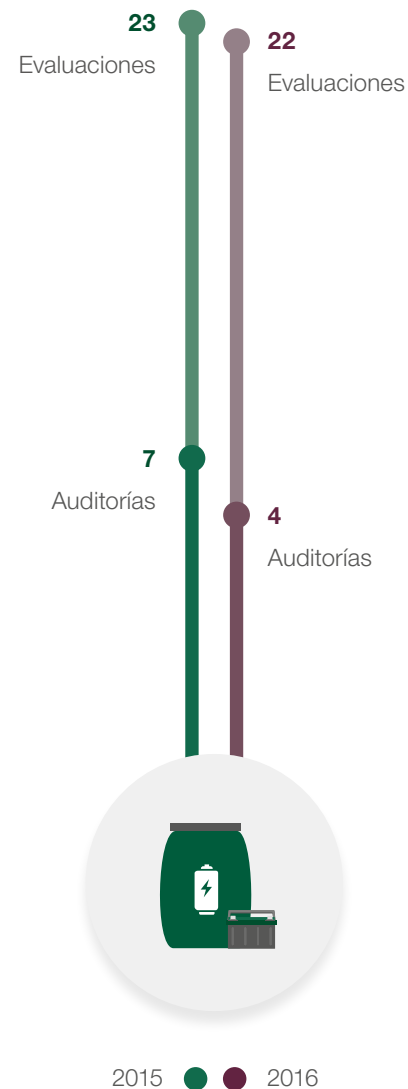 23
Evaluaciones
22
Evaluaciones
7
Auditorías
4
Auditorías
2015
2016